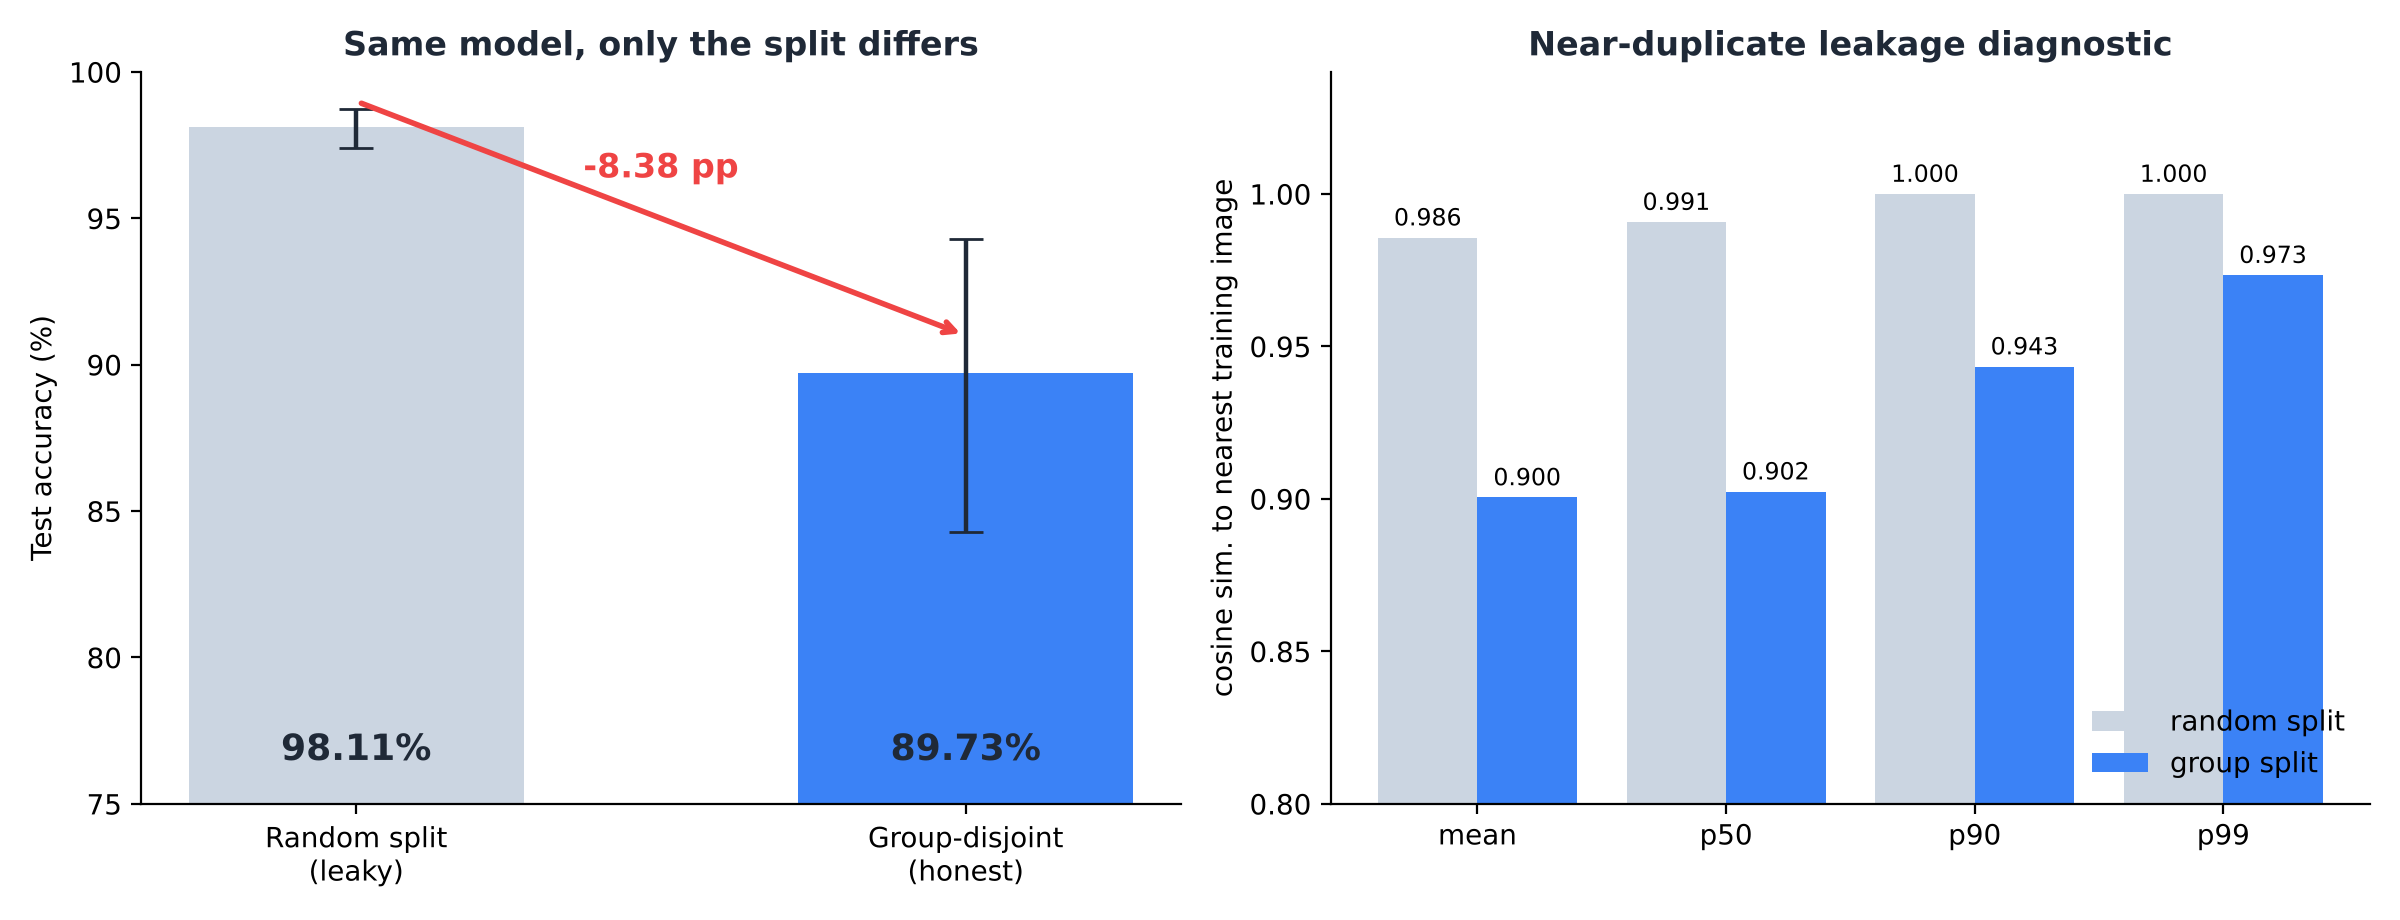 Same model, only the split differs
Test accuracy (%)
100
95
90
85
80
75
-8.38 pp
98.11%
89.73%
Random split
(leaky)
Group-disjoint
(honest)
Near-duplicate leakage diagnostic
cosine sim. to nearest training image
1.00
0.95
0.90
0.85
0.80
0.986
0.900
0.991
0.902
1.000
0.943
1.000
0.973
random split
group split
mean
p50
p90
p99